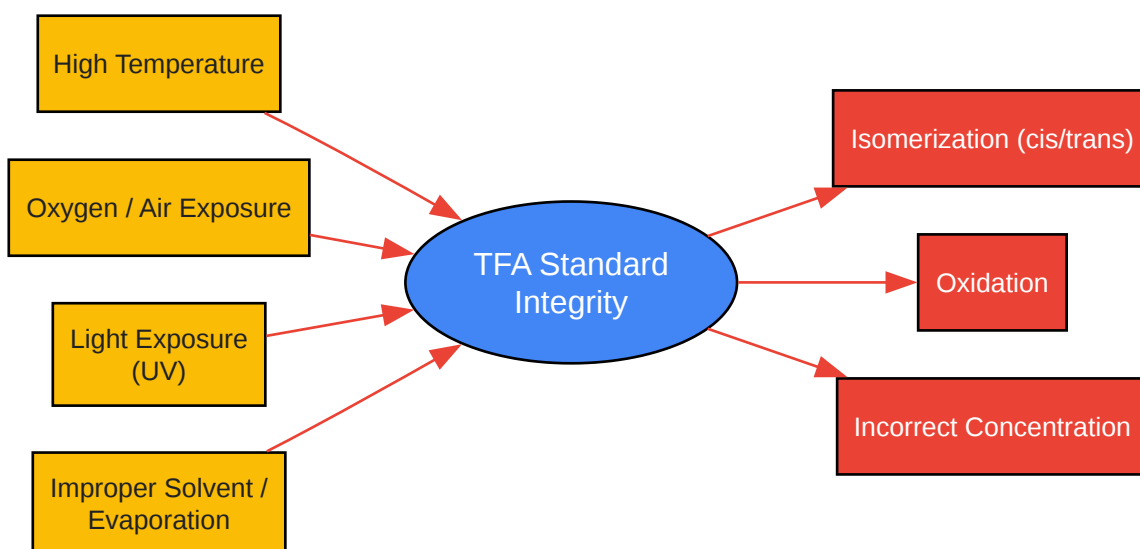 High Temperature
Oxygen / Air Exposure
Light Exposure
(UV)
Improper Solvent /
Evaporation
TFA Standard
Integrity
Isomerization (cis/trans)
Oxidation
Incorrect Concentration